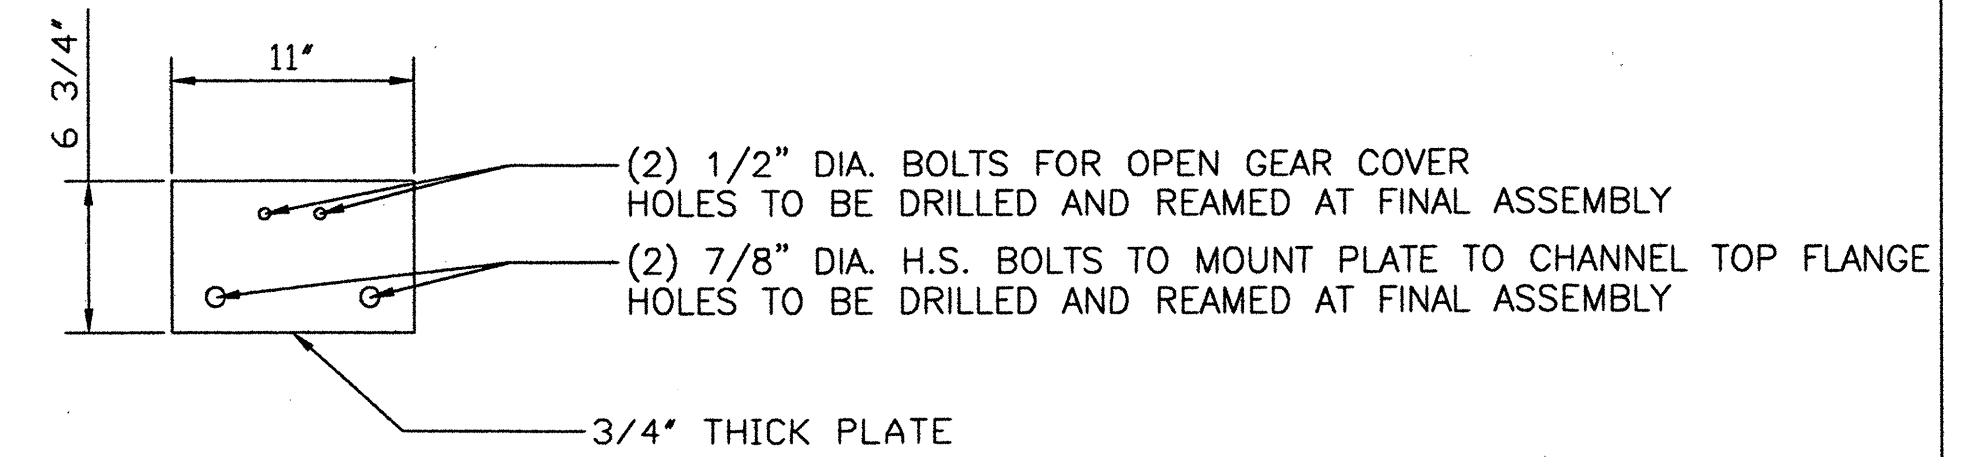 6 3/4"
11"
(2) 1/2" DIA. BOLTS FOR OPEN GEAR COVER
HOLES TO BE DRILLED AND REAMED AT FINAL ASSEMBLY
(2) 7/8" DIA. H.S. BOLTS TO MOUNT PLATE TO CHANNEL TOP FLANGE
HOLES TO BE DRILLED AND REAMED AT FINAL ASSEMBLY
3/4" THICK PLATE